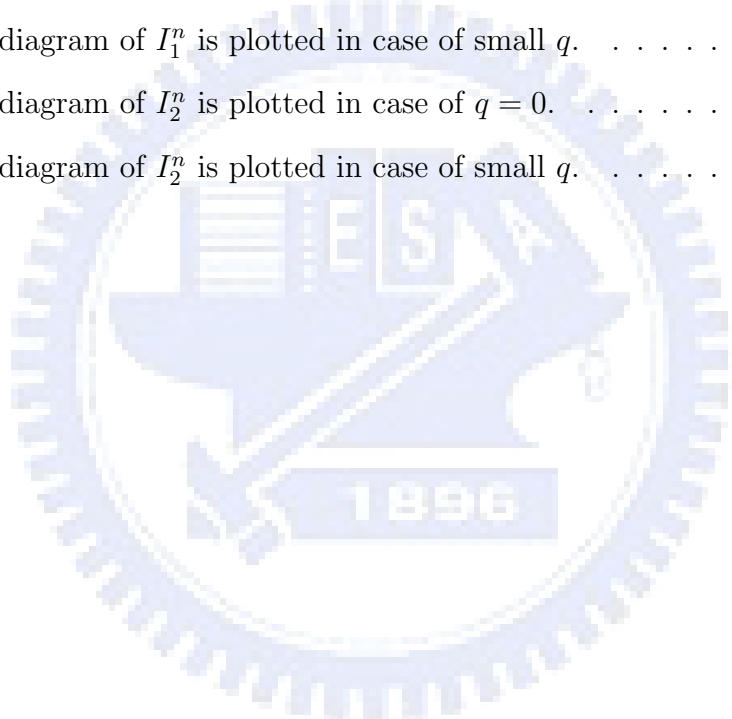 diagram of $I_1^n$ is plotted in case of small $q$. . . . . .
diagram of $I_2^n$ is plotted in case of $q = 0$. . . . . . .
diagram of $I_2^n$ is plotted in case of small $q$. . . . . .
E S A
1896